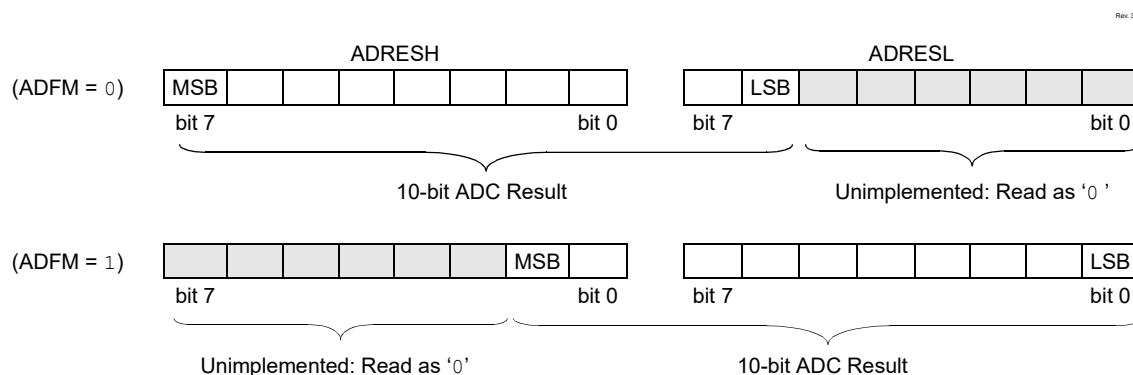 Rev. 3
ADRESH ADRESL
(ADFM = 0) MSB LSB
bit 7 bit 0 bit 7 bit 0
10-bit ADC Result Unimplemented: Read as ‘0 ’
(ADFM = 1) MSB LSB
bit 7 bit 0 bit 7 bit 0
Unimplemented: Read as ‘0’ 10-bit ADC Result